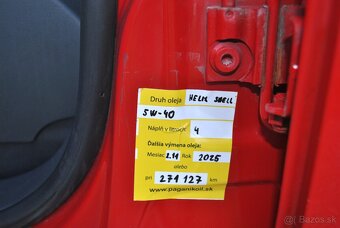 Druh oleja HELIX SHELL
5W-40
Náplň v litroch: 4
Ďalšia výmena oleja:
Mesiac 2.11 Rok 2025
alebo
pri 271 127 km
www.paganikoil.sk
Bazos.sk